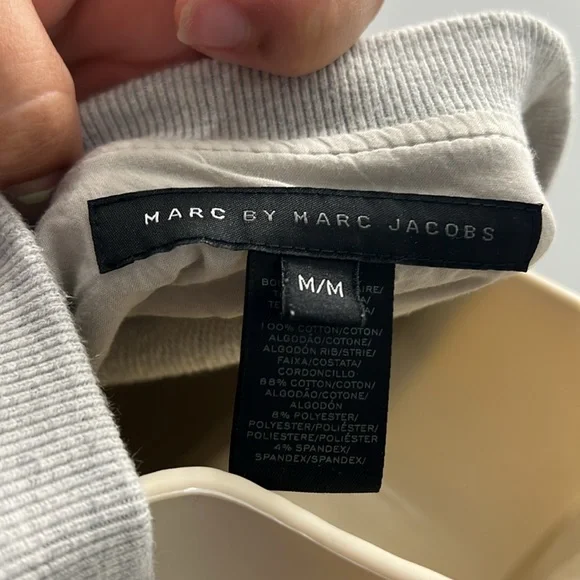 MARC BY MARC JACOBS
M/M
100% COTTON/COTON/
ALGODÃO/COTONE/
ALGODÓN RIB/STRIE/
FAIXA/COSTATA/
CORDONCILLO
88% COTTON/COTON/
ALGODÃO/COTONE/
ALGODÓN
8% POLYESTER/
POLYESTER/POLIÉSTER/
POLIESTERE/POLIÉSTER
4% SPANDEX/
SPANDEX/SPANDEX/